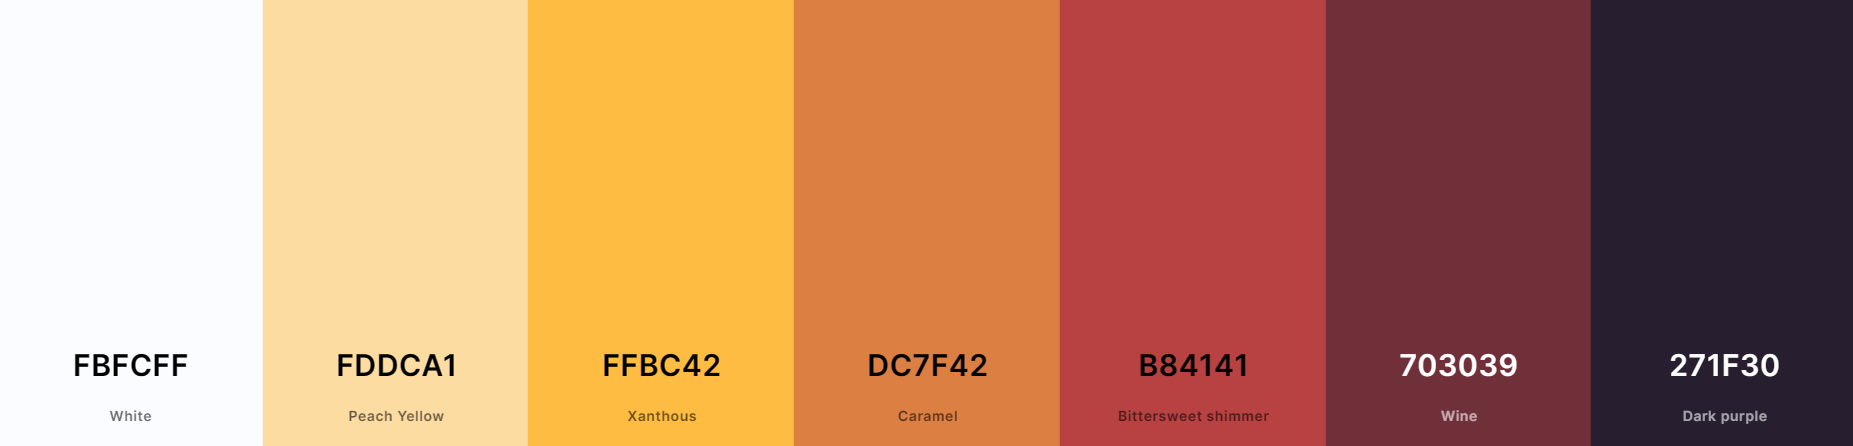 FBFCFF
White
FDDCA1
Peach Yellow
FFBC42
Xanthous
DC7F42
Caramel
B84141
Bittersweet shimmer
703039
Wine
271F30
Dark purple